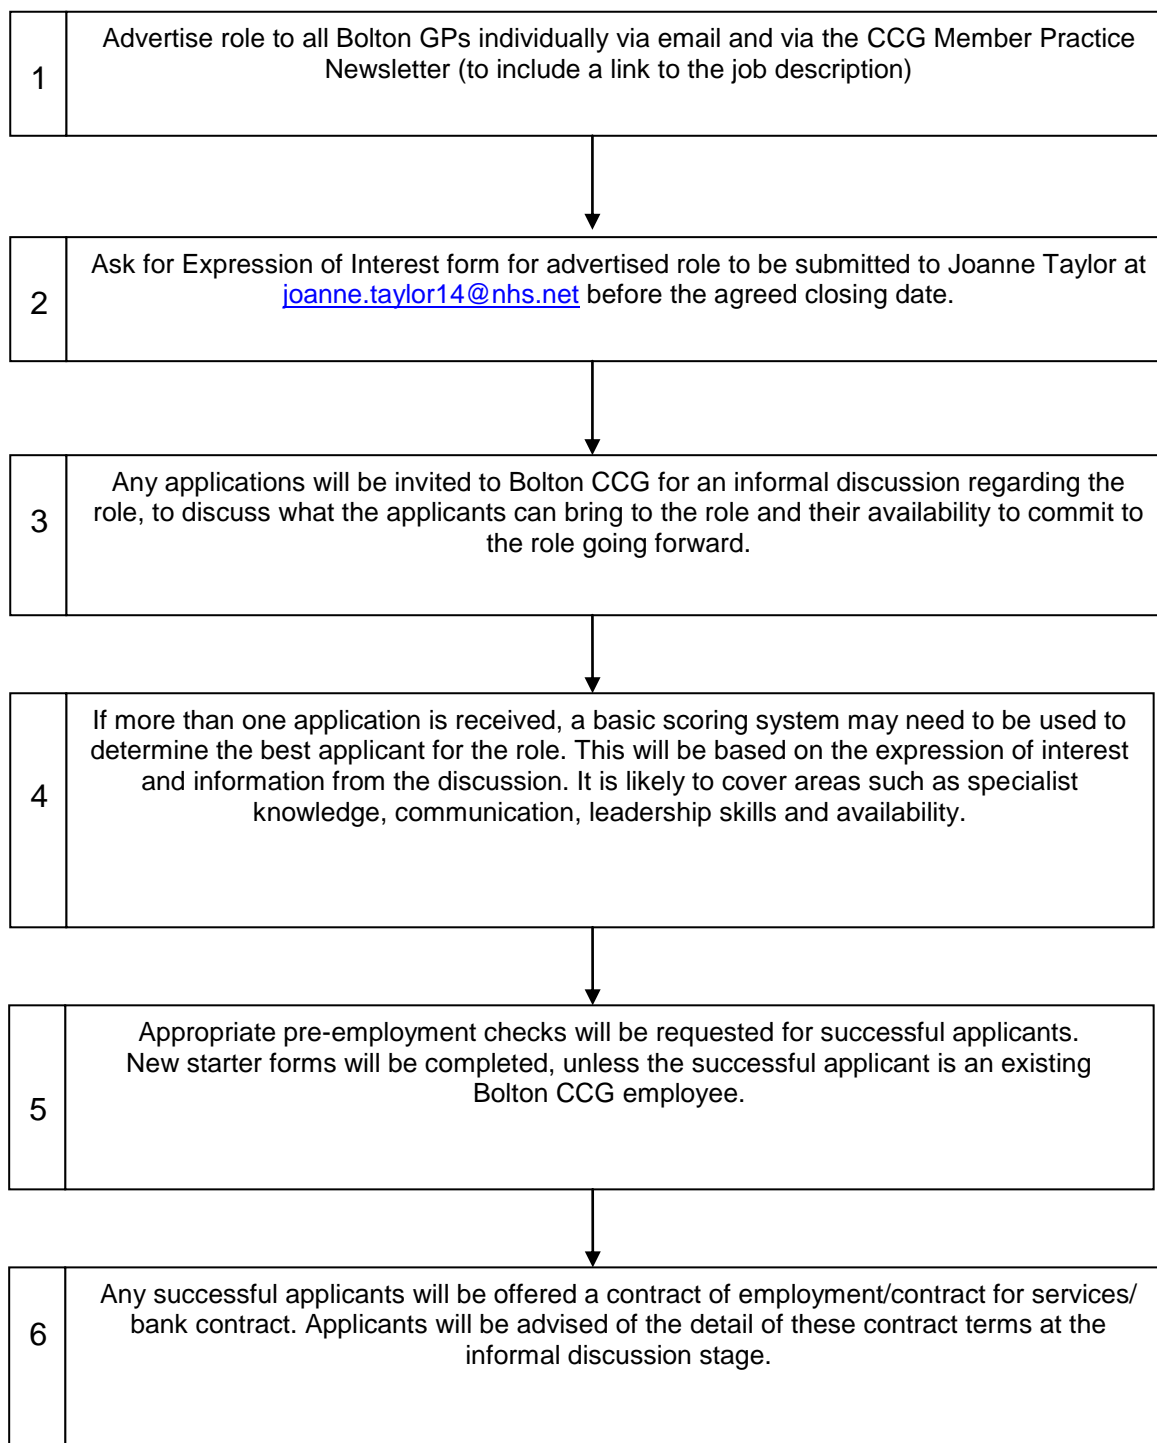 1
Advertise role to all Bolton GPs individually via email and via the CCG Member Practice
Newsletter (to include a link to the job description)
2
Ask for Expression of Interest form for advertised role to be submitted to Joanne Taylor at
joanne.taylor14@nhs.net before the agreed closing date.
3
Any applications will be invited to Bolton CCG for an informal discussion regarding the
role, to discuss what the applicants can bring to the role and their availability to commit to
the role going forward.
4
If more than one application is received, a basic scoring system may need to be used to
determine the best applicant for the role. This will be based on the expression of interest
and information from the discussion. It is likely to cover areas such as specialist
knowledge, communication, leadership skills and availability.
5
Appropriate pre-employment checks will be requested for successful applicants.
New starter forms will be completed, unless the successful applicant is an existing
Bolton CCG employee.
6
Any successful applicants will be offered a contract of employment/contract for services/
bank contract. Applicants will be advised of the detail of these contract terms at the
informal discussion stage.